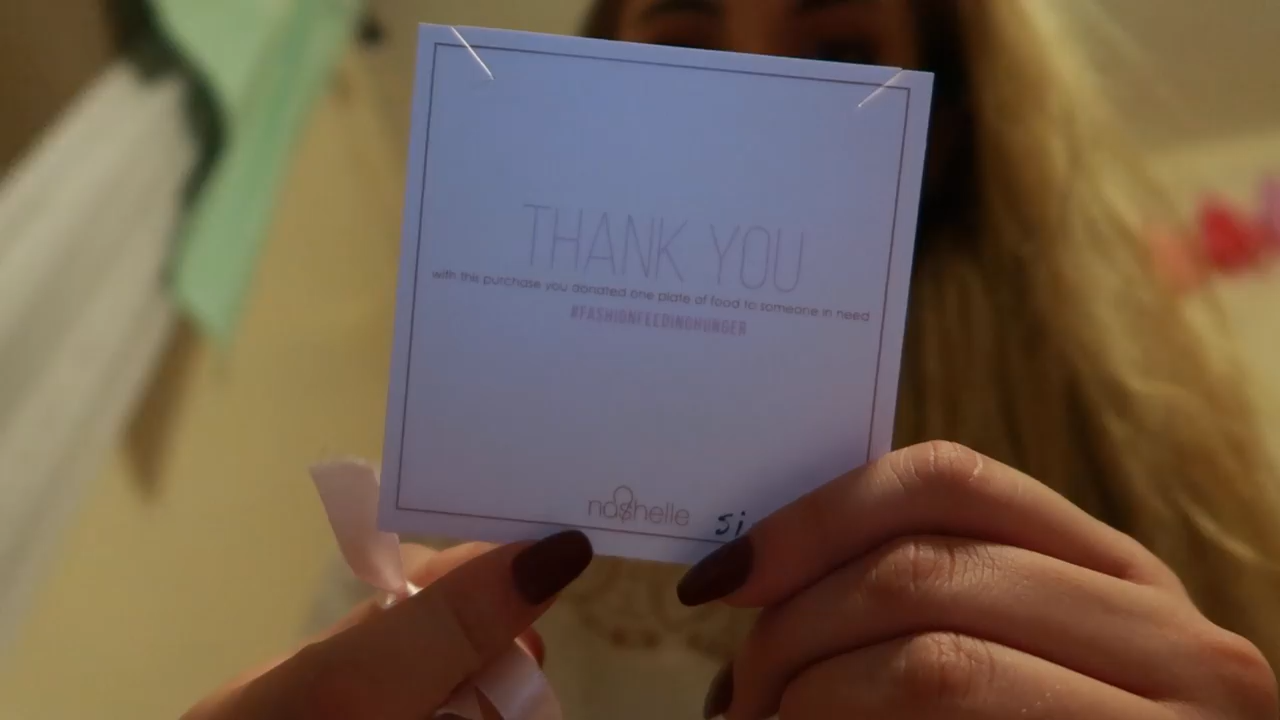 THANK YOU
with this purchase you donated one plate of food to someone in need
#FASHIONFEEDINGHUNGER
noshelle